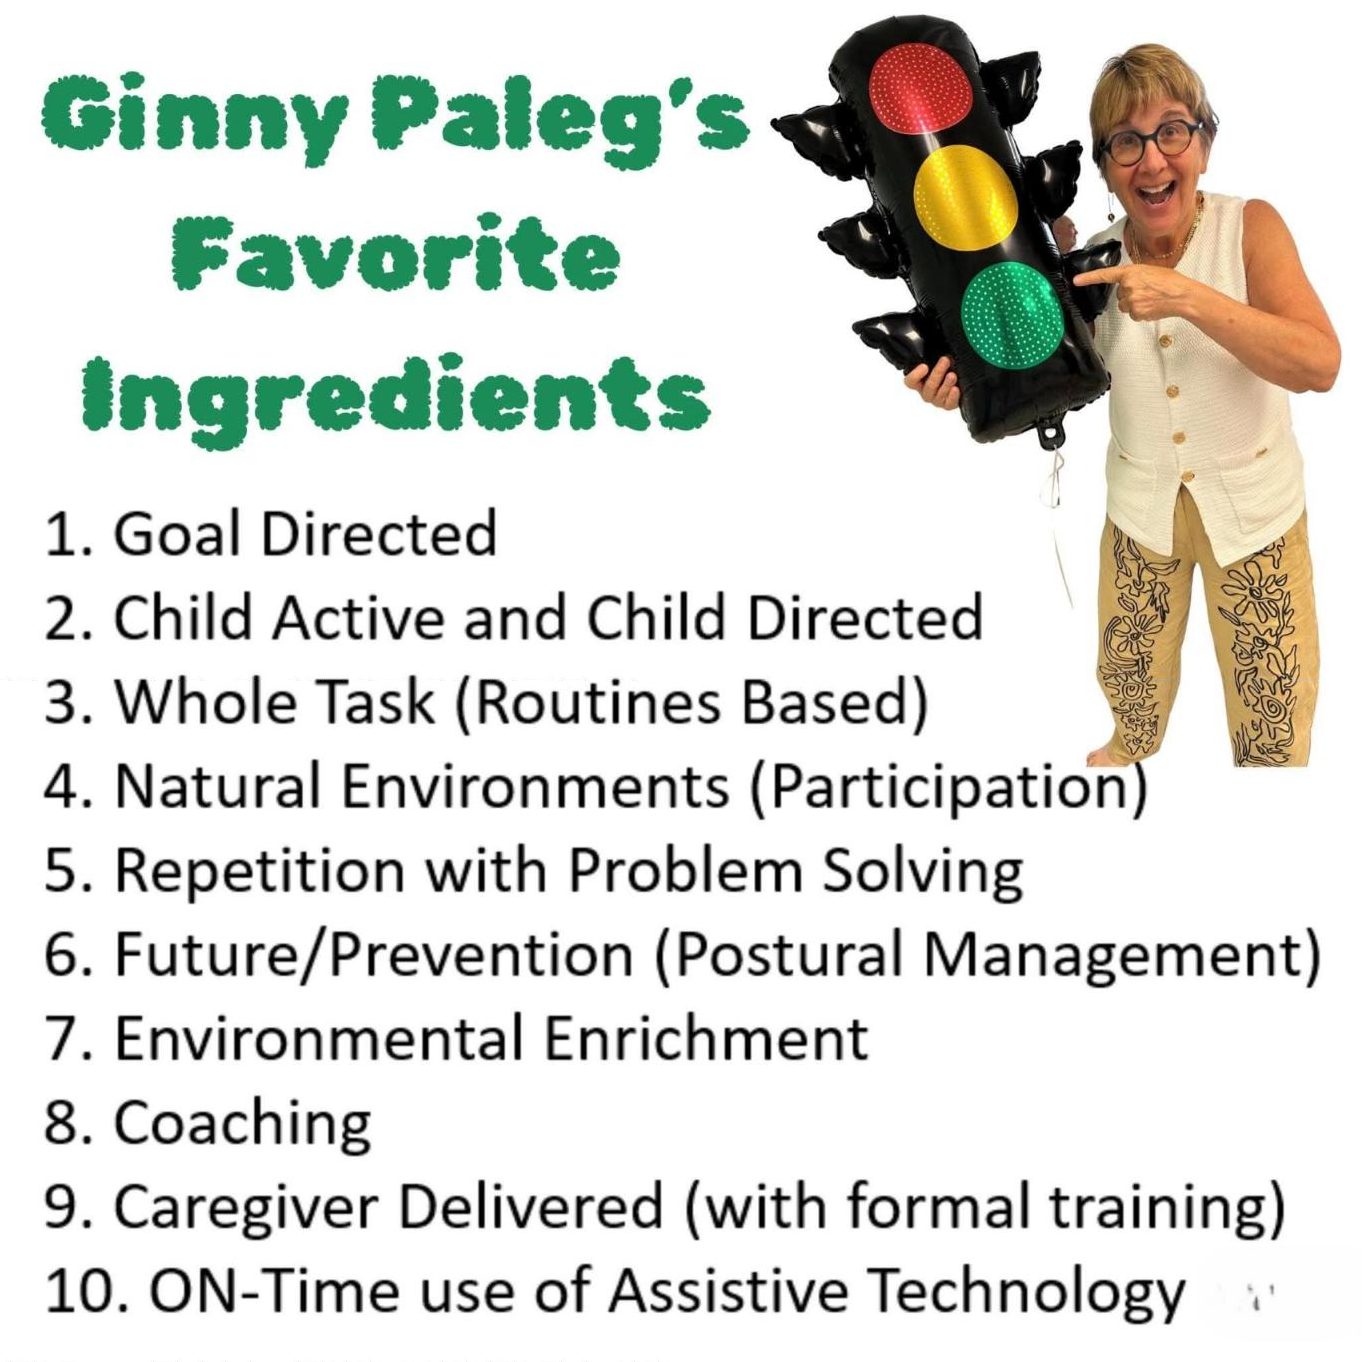 Ginny Paleg's
Favorite
Ingredients
1. Goal Directed
2. Child Active and Child Directed
3. Whole Task (Routines Based)
4. Natural Environments (Participation)
5. Repetition with Problem Solving
6. Future/Prevention (Postural Management)
7. Environmental Enrichment
8. Coaching
9. Caregiver Delivered (with formal training)
10. ON-Time use of Assistive Technology